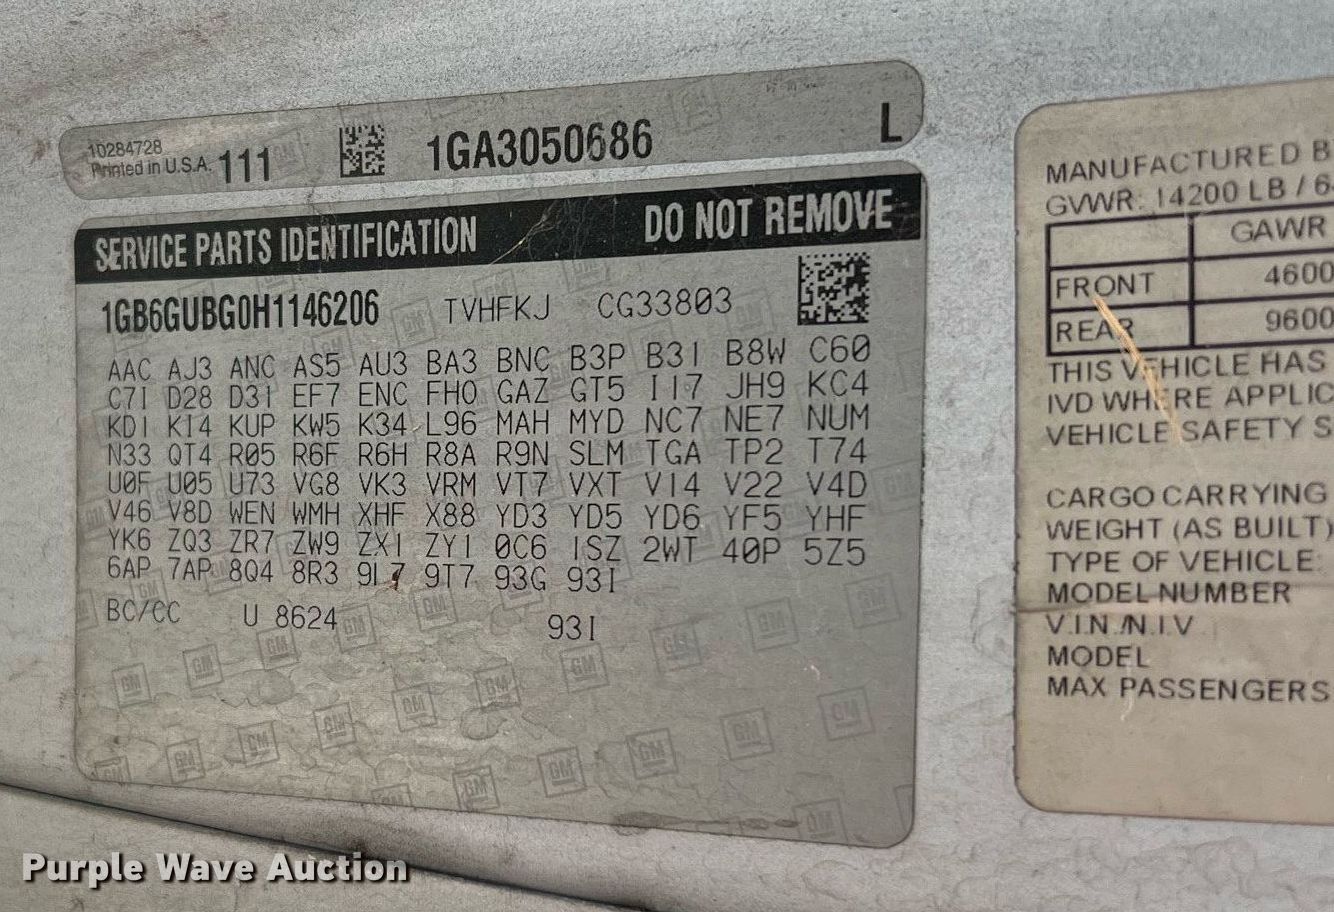 10284728
Printed in U.S.A. 111 1GA3050686 L
SERVICE PARTS IDENTIFICATION DO NOT REMOVE
1GB6GUBG0H1146206 TVHFKJ CG33803
AAC AJ3 ANC AS5 AU3 BA3 BNC B3P B31 B8W C60
C71 D28 D31 EF7 ENC FHO GAZ GT5 I17 JH9 KC4
KD1 K14 KUP KW5 K34 L96 MAH MYD NC7 NE7 NUM
N33 QT4 R05 R6F R6H R8A R9N SLM TGA TP2 T74
U0F U05 U73 VG8 VK3 VRM VT7 VXT V14 V22 V4D
V46 V8D WEN WMH XHF X88 YD3 YD5 YD6 YF5 YHF
YK6 ZQ3 ZR7 ZW9 ZX1 ZY1 0C6 1SZ 2WT 40P 5Z5
6AP 7AP 8Q4 8R3 9L7 9T7 93G 93I
BC/CC U 8624 93I
MANUFACTURED B
GVWR: 14200 LB / 6
GAWR
FRONT 4600
REAR 9600
THIS VEHICLE HAS
IVD WHERE APPLIC
VEHICLE SAFETY S
CARGO CARRYING
WEIGHT (AS BUILT)
TYPE OF VEHICLE:
MODEL NUMBER
V.I.N./N.I.V
MODEL
MAX PASSENGERS
Purple Wave Auction